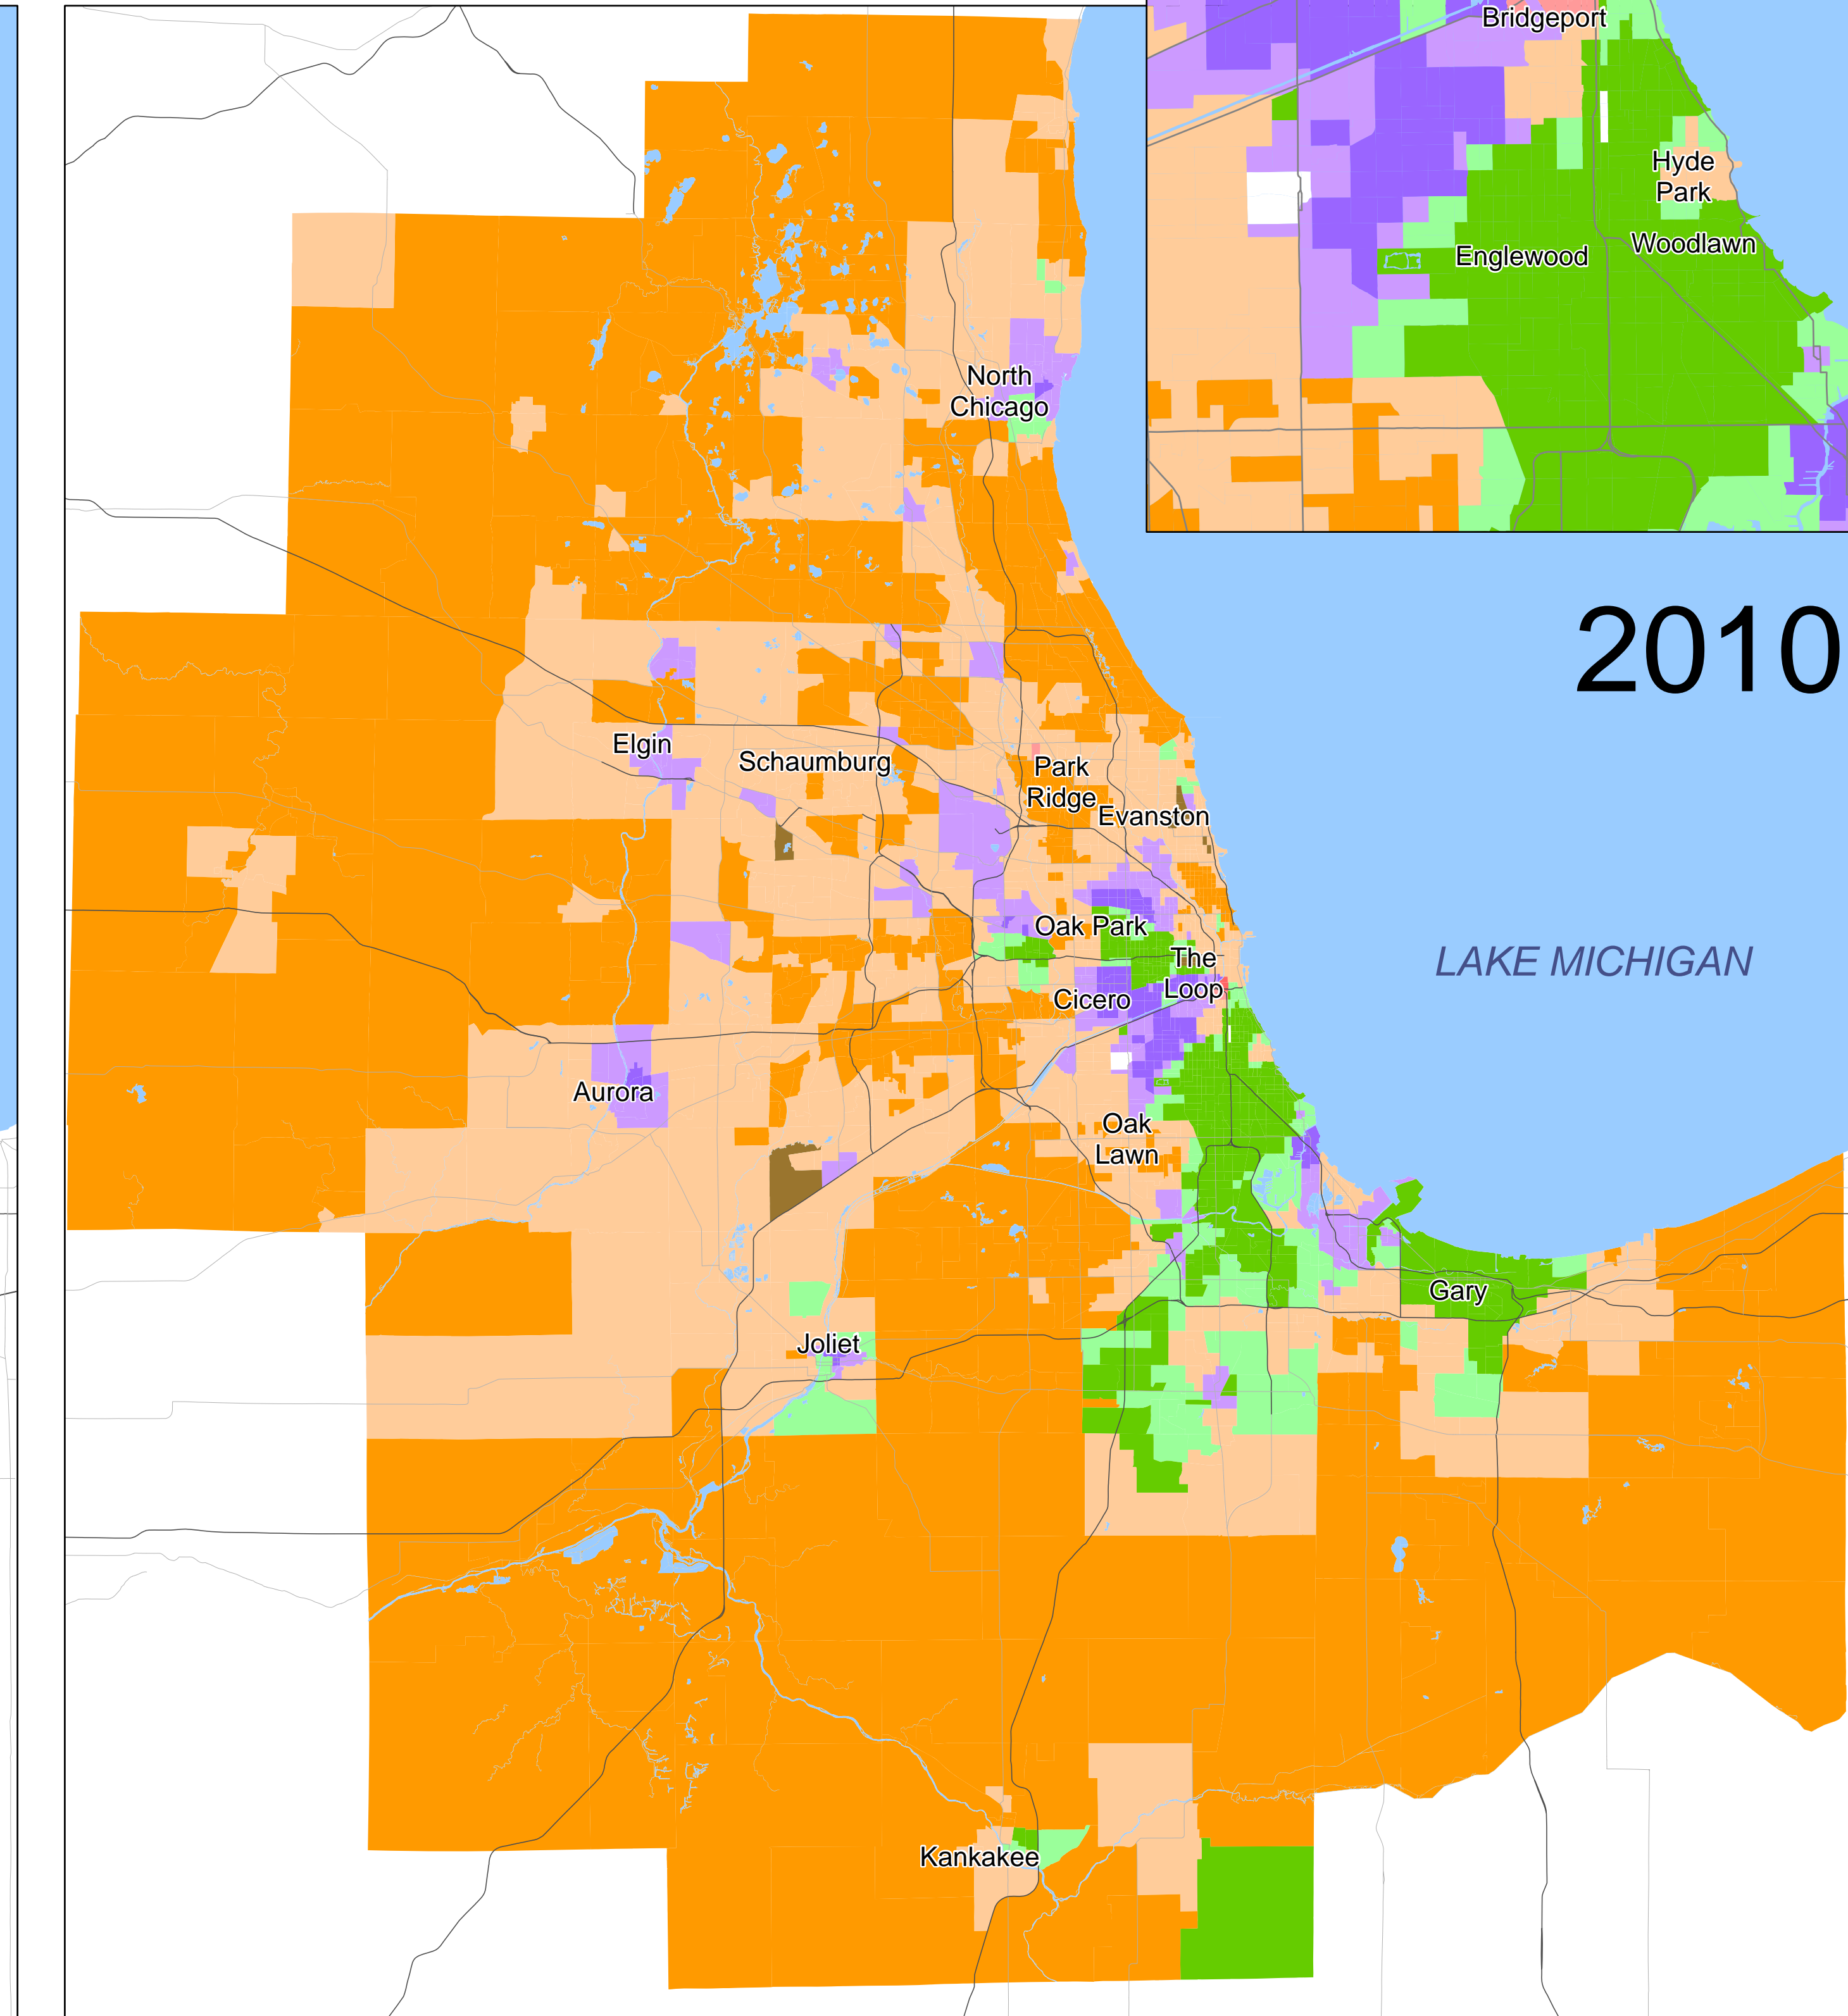 Bridgeport
Hyde
Park
Woodlawn
Englewood
North
Chicago
2010
Elgin
Schaumburg
Park
Ridge
Evanston
Oak Park
The
Loop
LAKE MICHIGAN
Cicero
Aurora
Oak
Lawn
Gary
Joliet
Kankakee